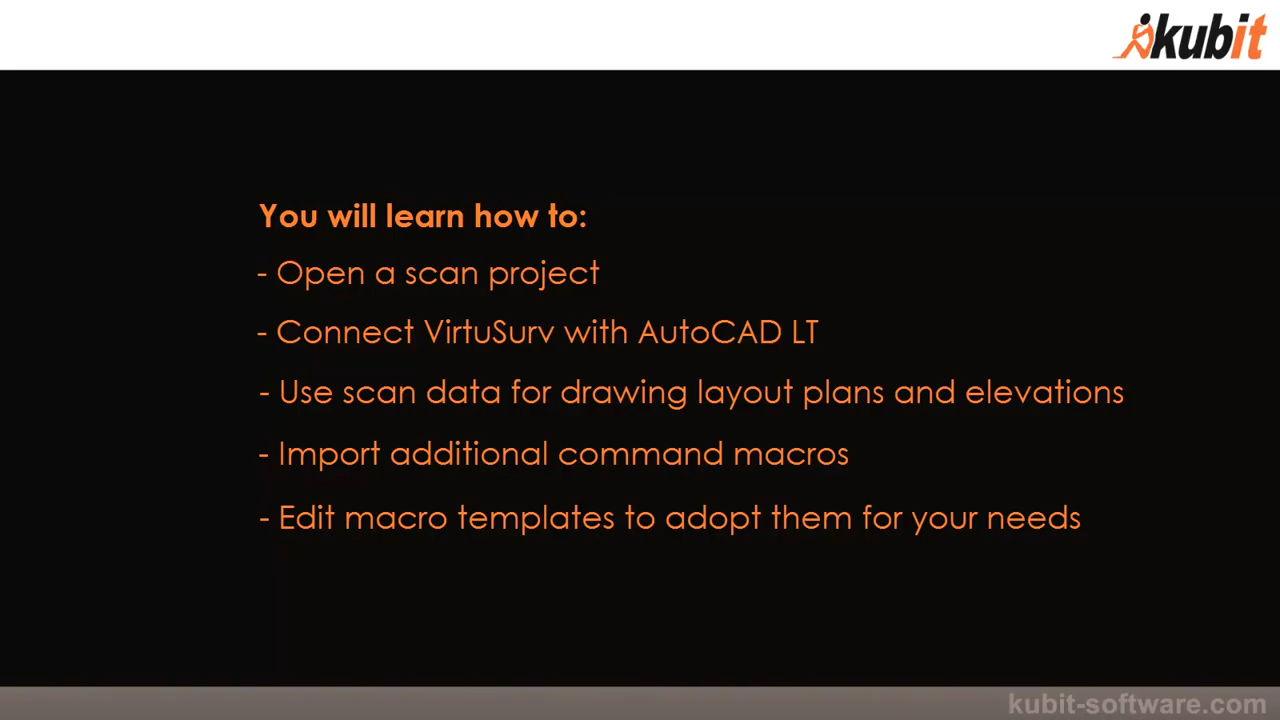 kubit
You will learn how to:
- Open a scan project
- Connect VirtuSurv with AutoCAD LT
- Use scan data for drawing layout plans and elevations
- Import additional command macros
- Edit macro templates to adopt them for your needs
kubit-software.com